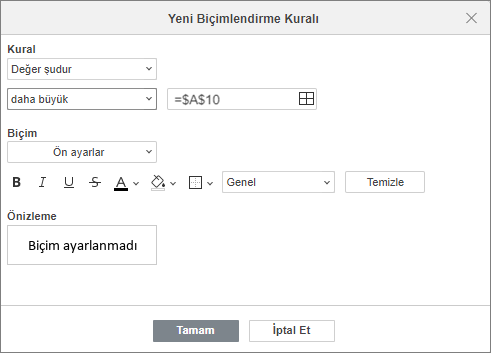 Yeni Biçimlendirme Kuralı
Kural
Değer şudur
daha büyük
=$A$10
Biçim
Ön ayarlar
B I U S A Genel Temizle
Önizleme
Biçim ayarlanmadı
Tamam İptal Et